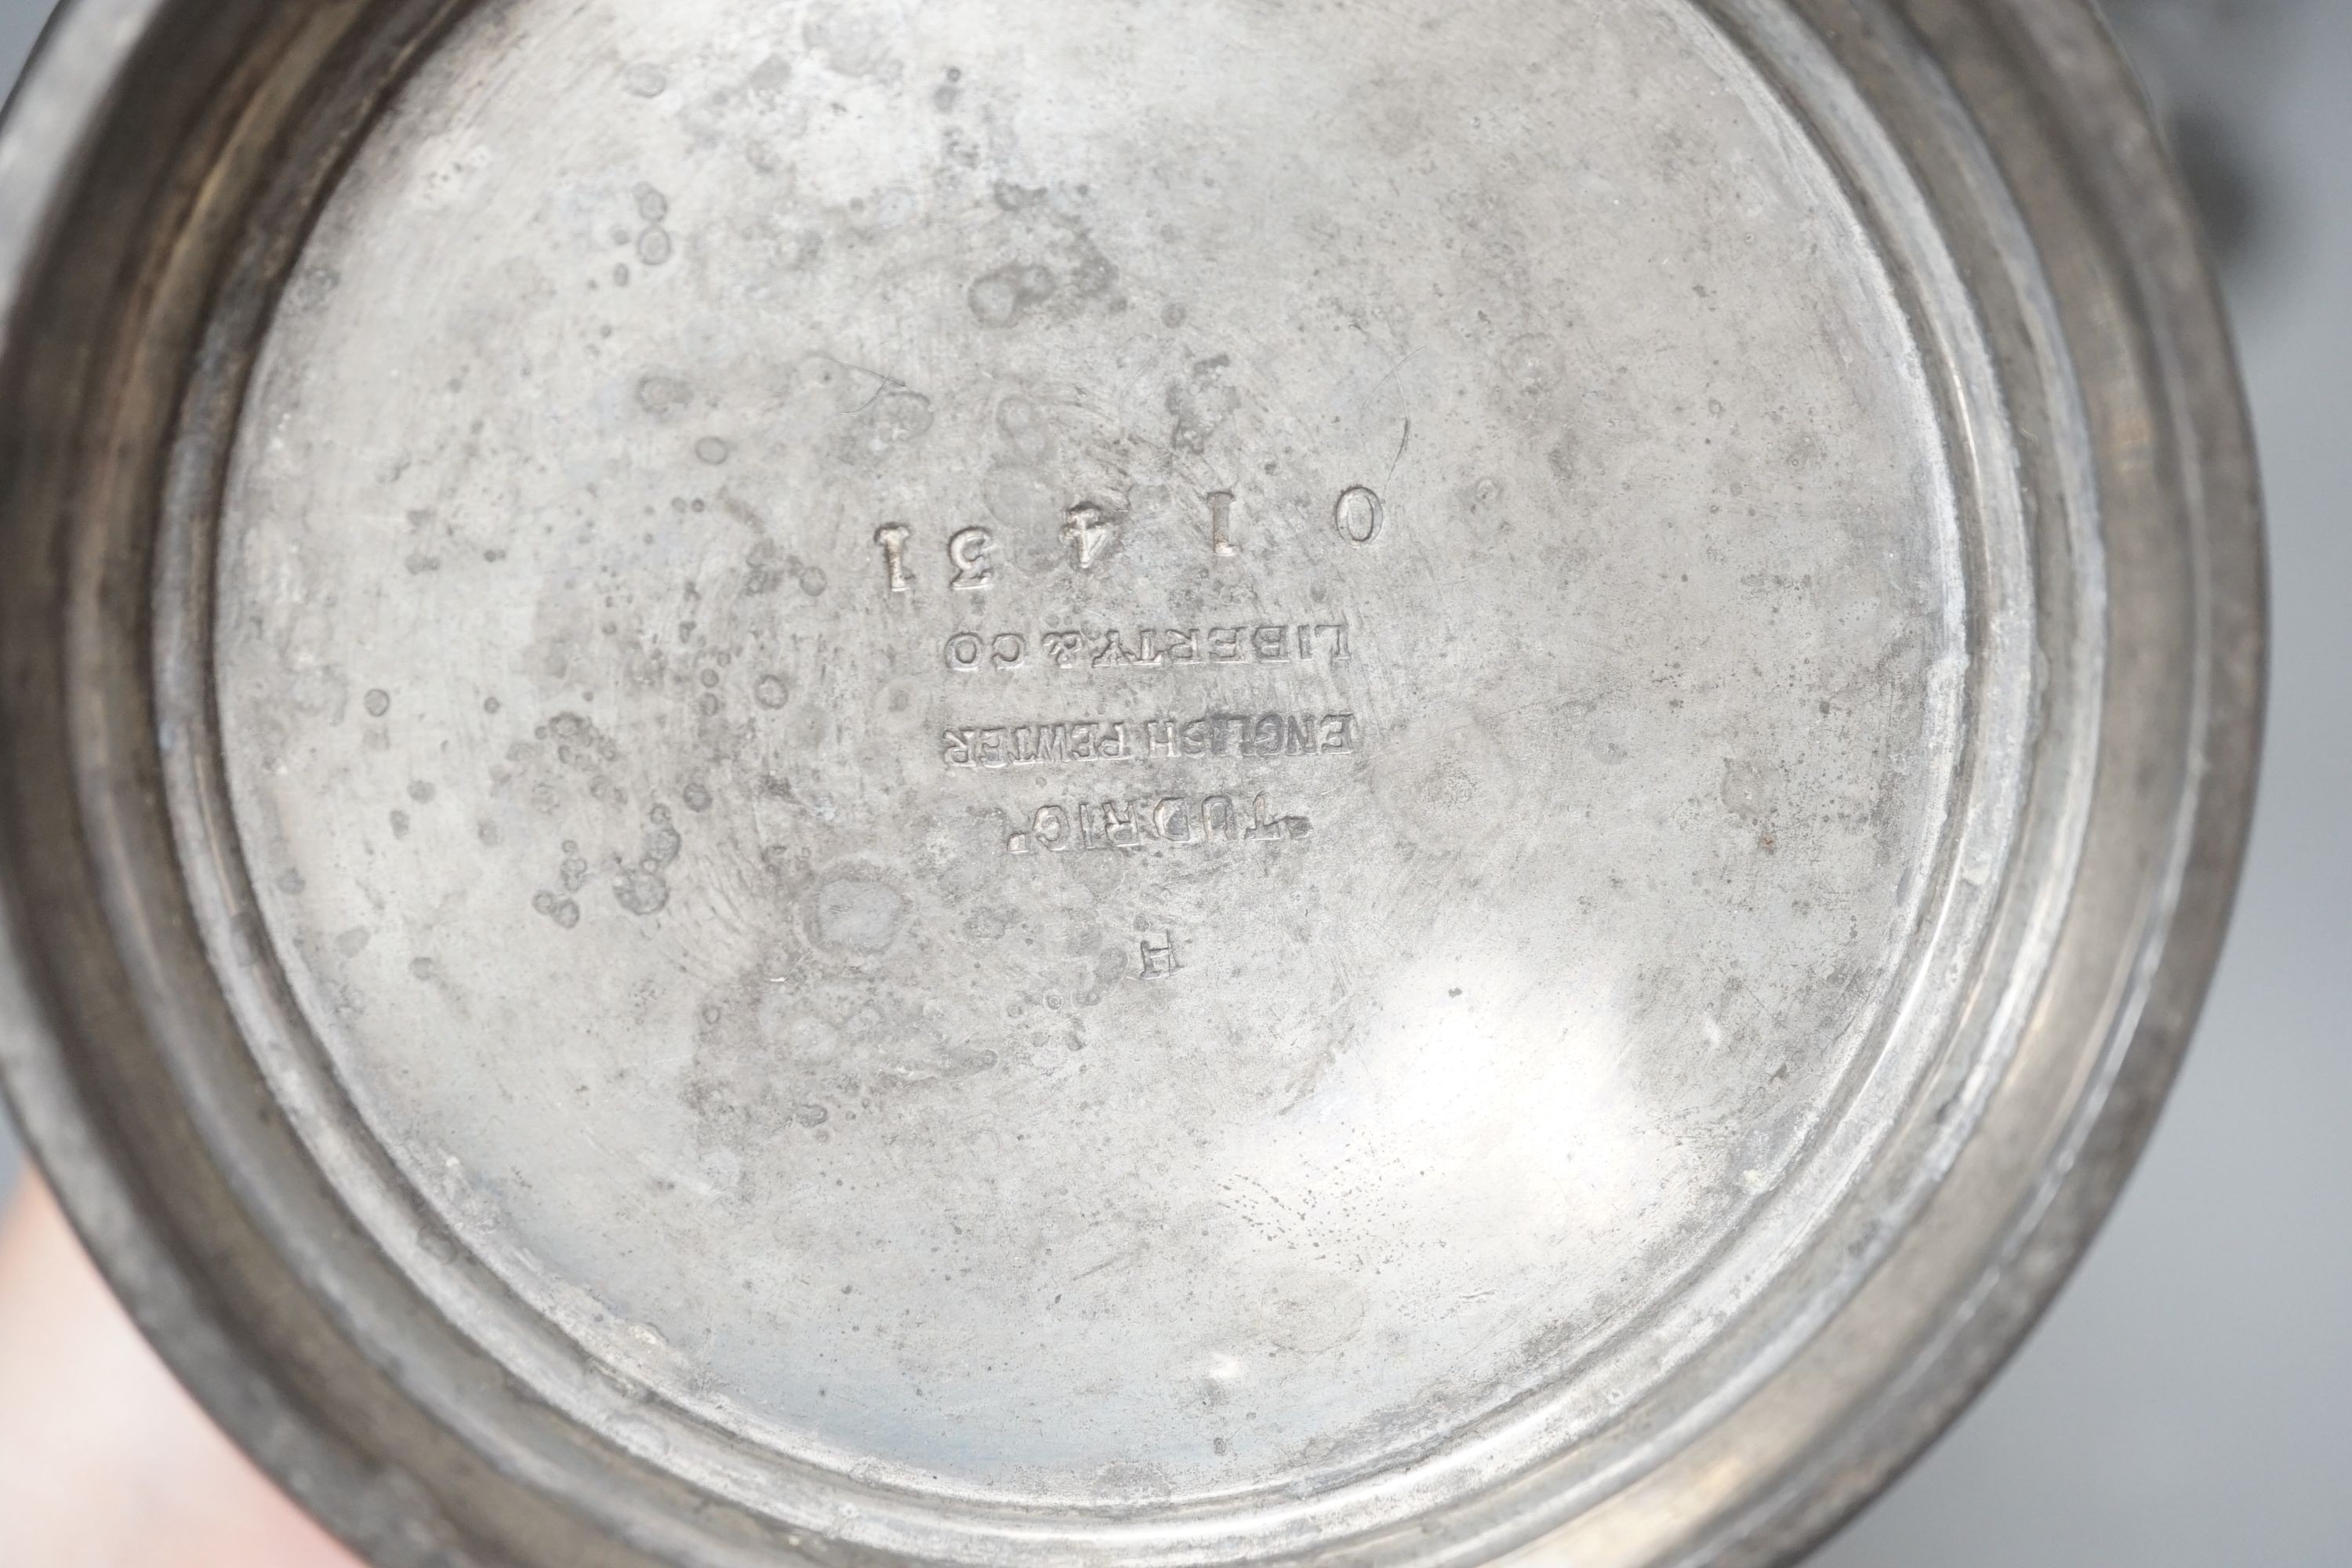 H
"TUDRIC"
ENGLISH PEWTER
LIBERTY & CO
0 1 4 3 1